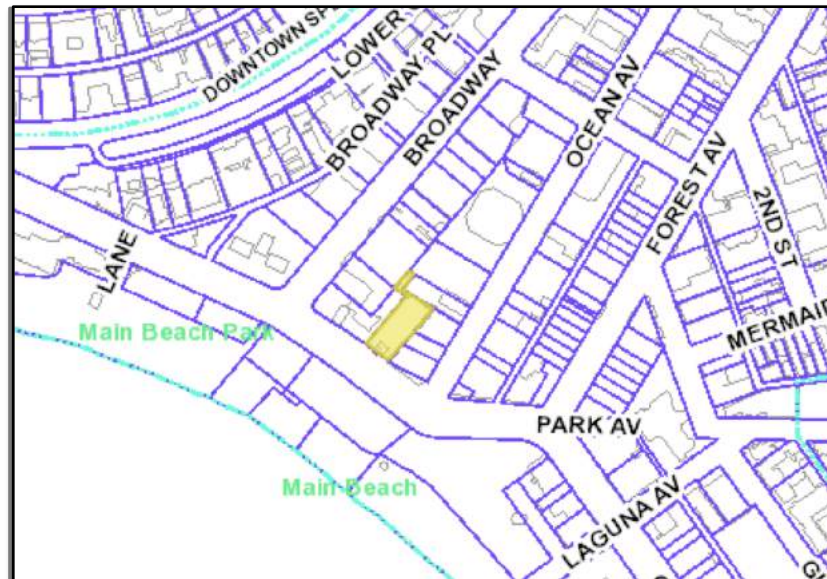 DOWNTOWN SPE
LOWER
BROADWAY PL
BROADWAY
OCEAN AV
FOREST AV
2ND ST
LANE
MERMAID
Main Beach Park
PARK AV
Main Beach
LAGUNA AV